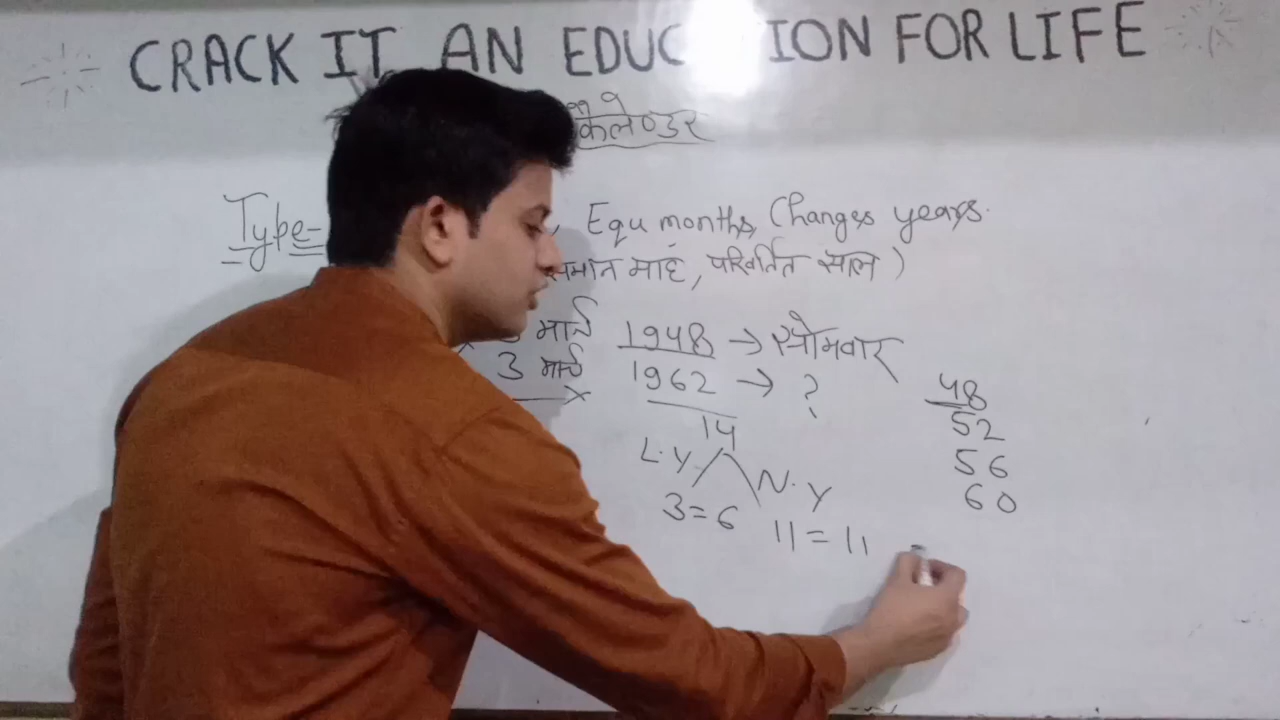 CRACK IT AN EDUC ION FOR LIFE
कैलेण्डर
Type- , Equ months, Changes years.
समान माह, परिवर्तित साल )
मार्च 1948 → सोमवार
3 मार्च 1962 → ?
14
L.Y. N.Y
3=6 11=11
48
52
56
60